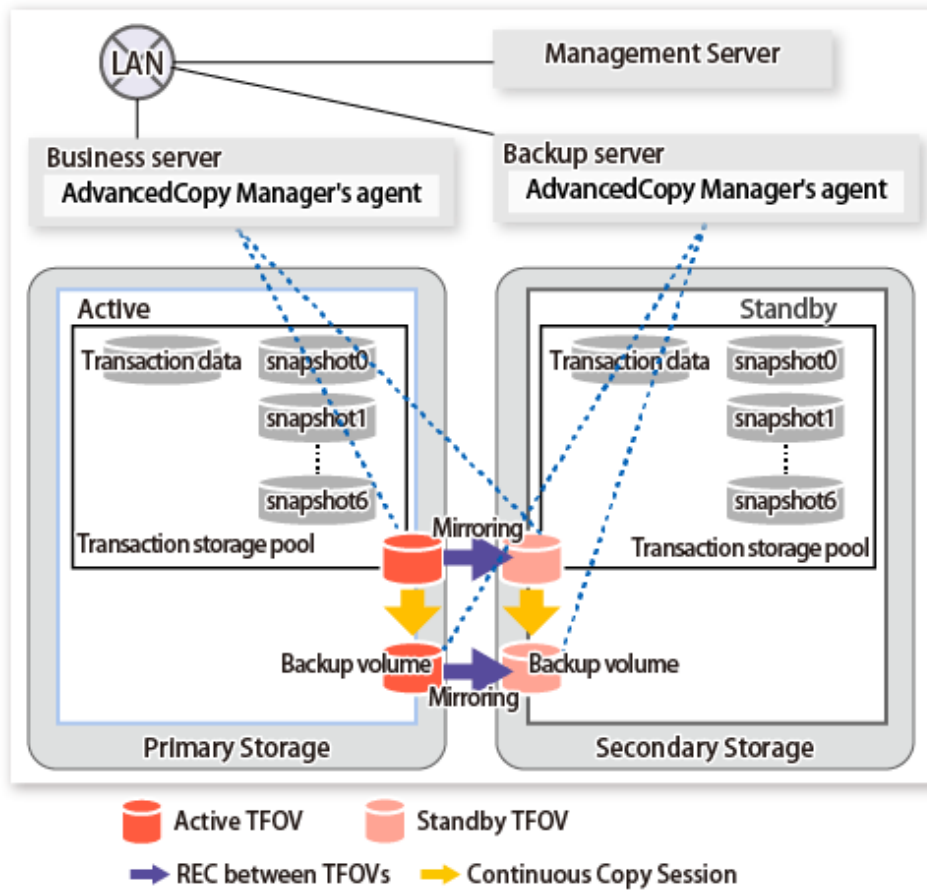 LAN
Management Server
Business server
AdvancedCopy Manager's agent
Backup server
AdvancedCopy Manager's agent
Active
Transaction data
snapshot0
snapshot1
snapshot6
Transaction storage pool
Standby
Transaction data
snapshot0
snapshot1
snapshot6
Transaction storage pool
Mirroring
Backup volume
Backup volume
Mirroring
Primary Storage
Secondary Storage
Active TFOV
Standby TFOV
REC between TFOVs
Continuous Copy Session